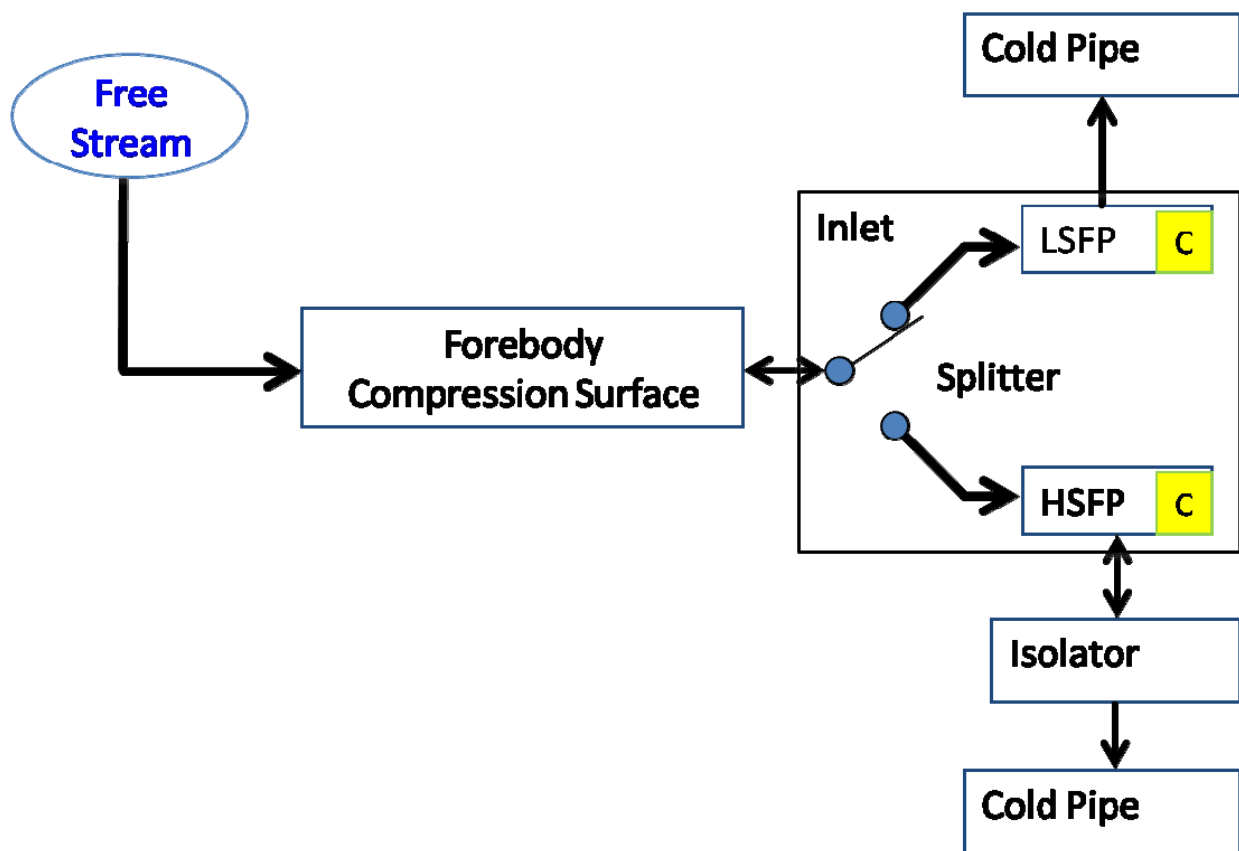 Cold Pipe
Free
Stream
Inlet
LSFP
C
Forebody
Compression Surface
Splitter
HSFP
C
Isolator
Cold Pipe